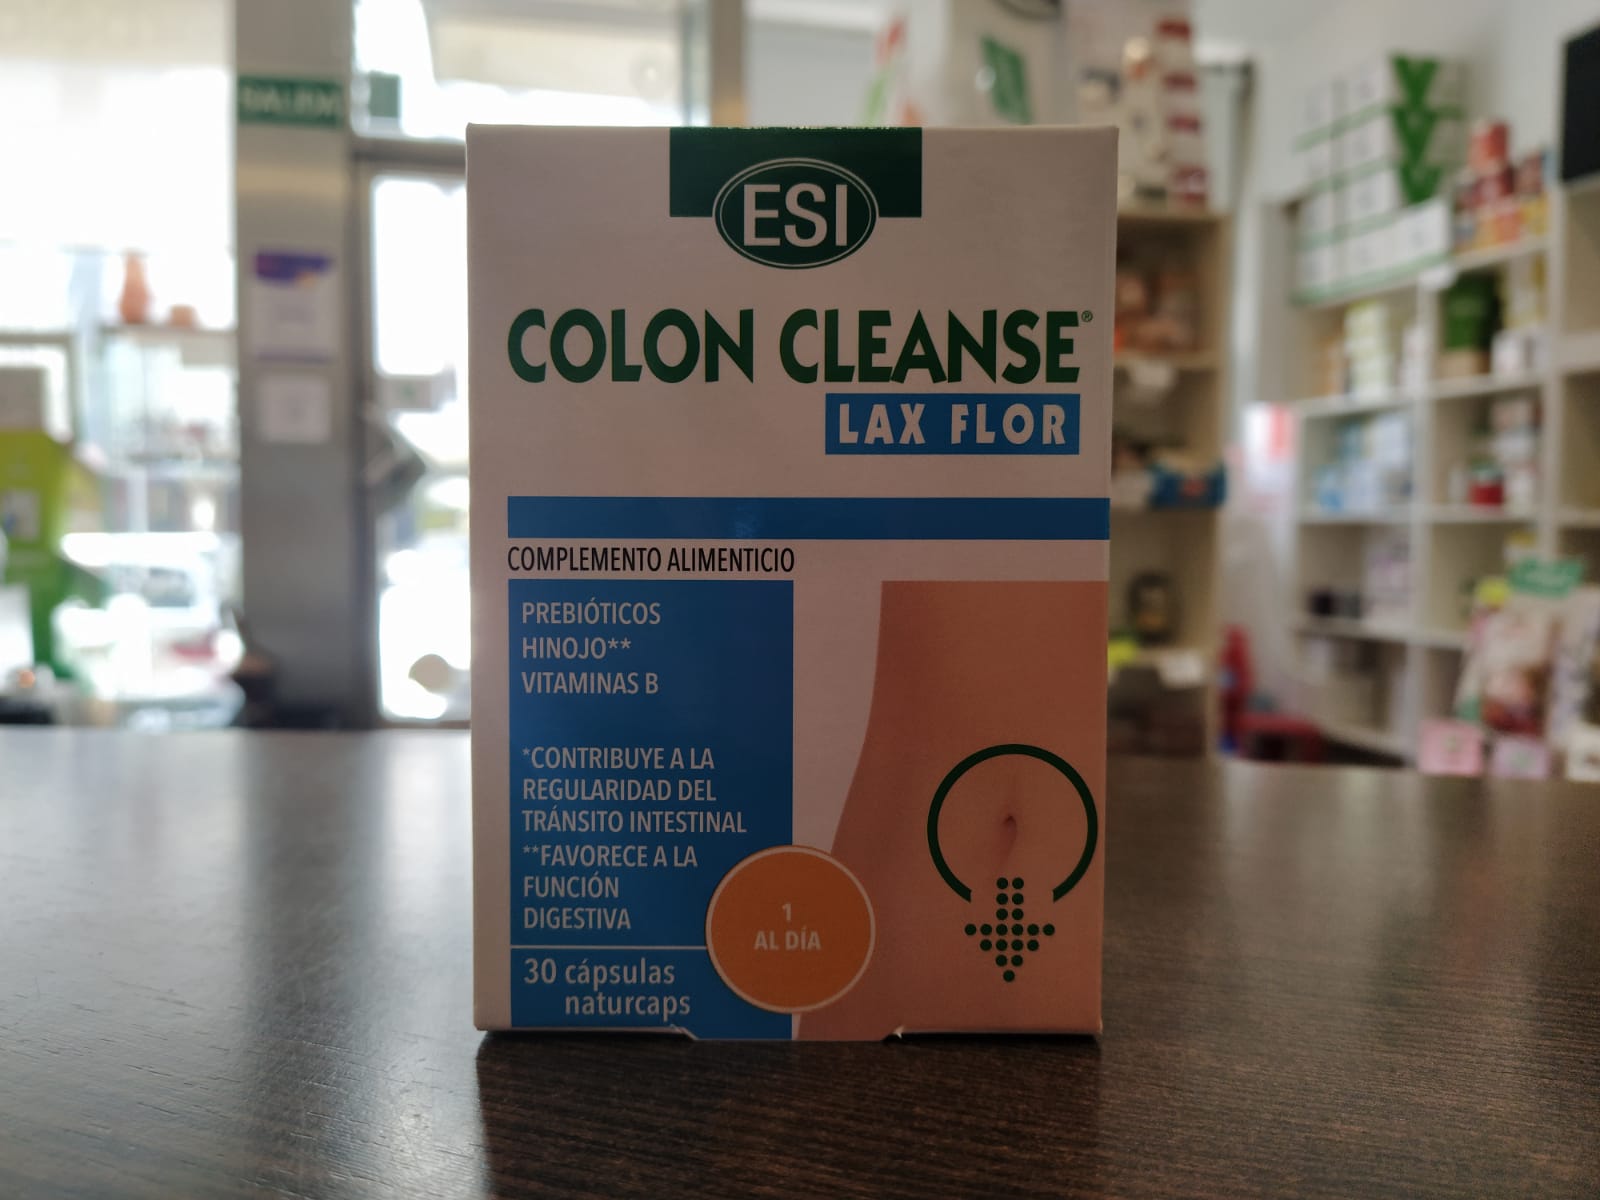 ESI
COLON CLEANSE®
LAX FLOR
COMPLEMENTO ALIMENTICIO
PREBIÓTICOS
HINOJO**
VITAMINAS B
*CONTRIBUYE A LA
REGULARIDAD DEL
TRÁNSITO INTESTINAL
**FAVORECE A LA
FUNCIÓN
DIGESTIVA
1
AL DÍA
30 cápsulas
naturcaps